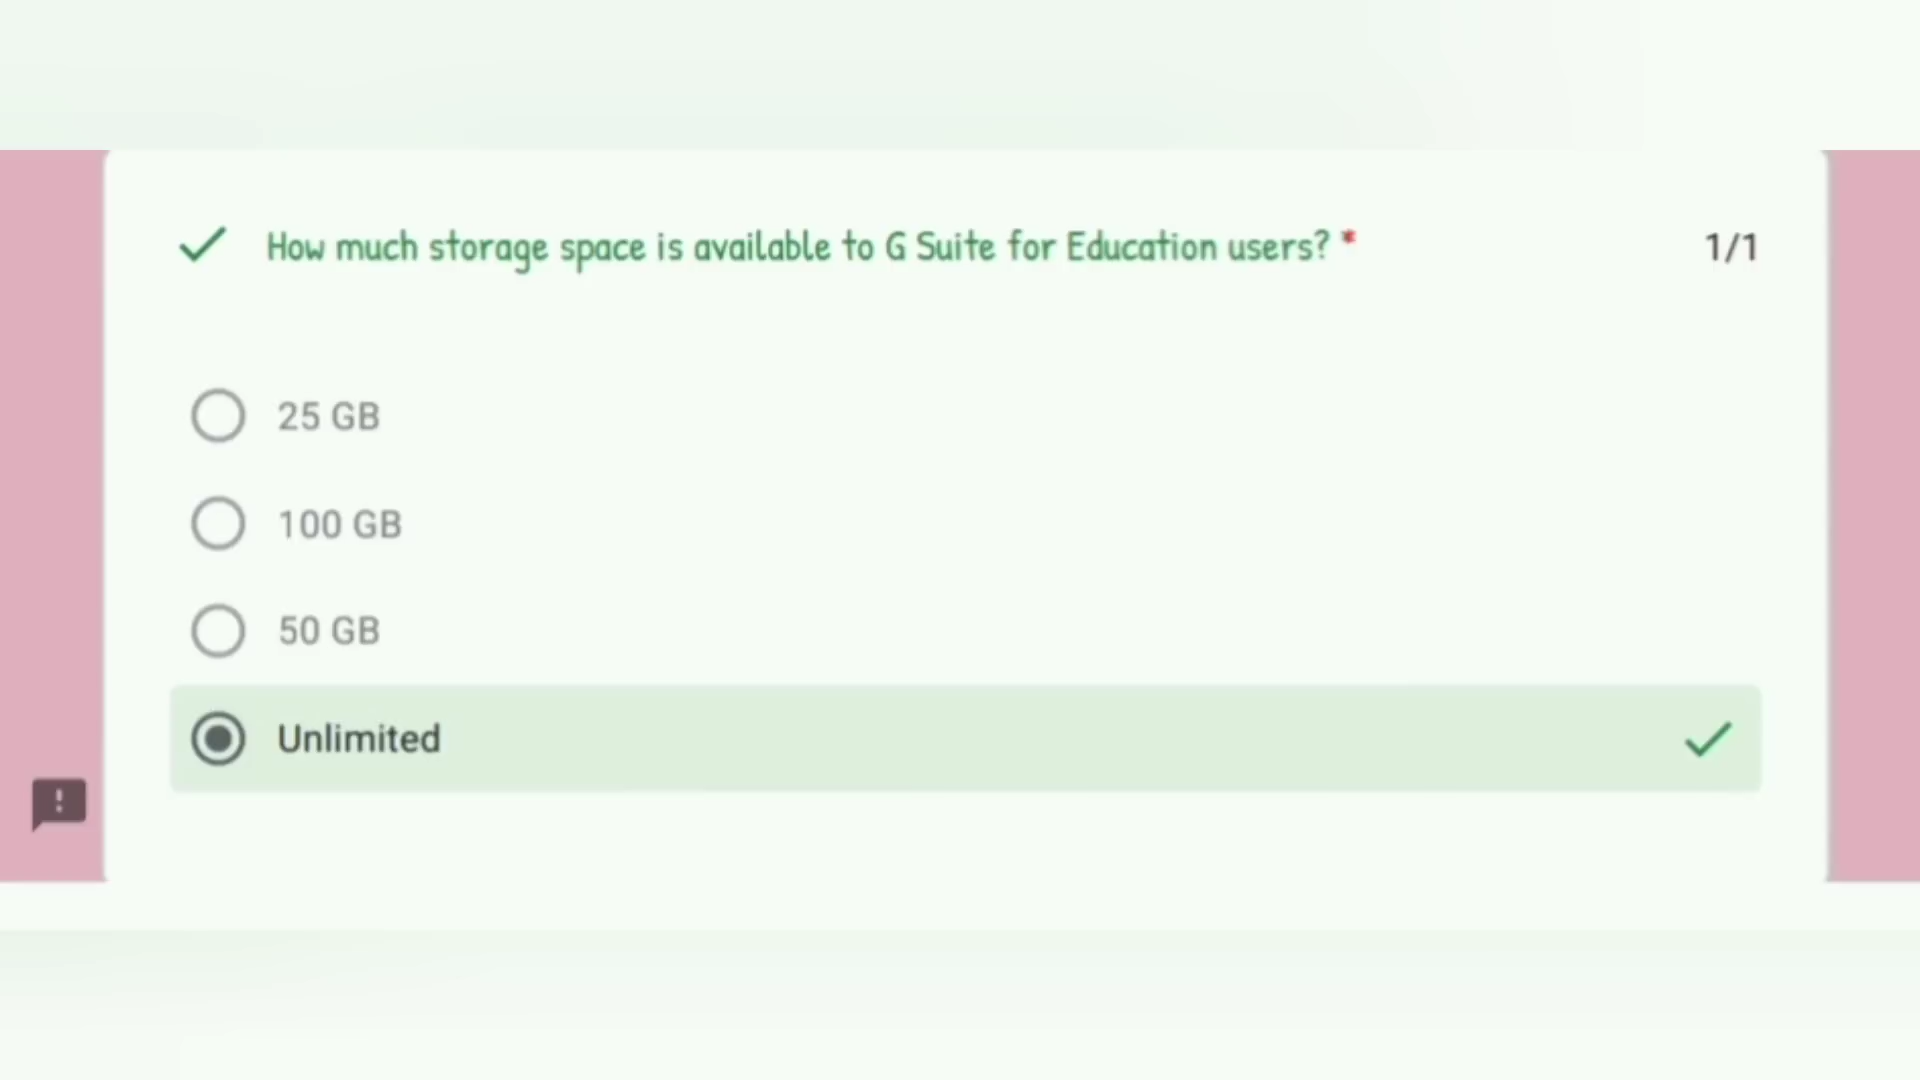 How much storage space is available to G Suite for Education users? *
1/1
25 GB
100 GB
50 GB
Unlimited